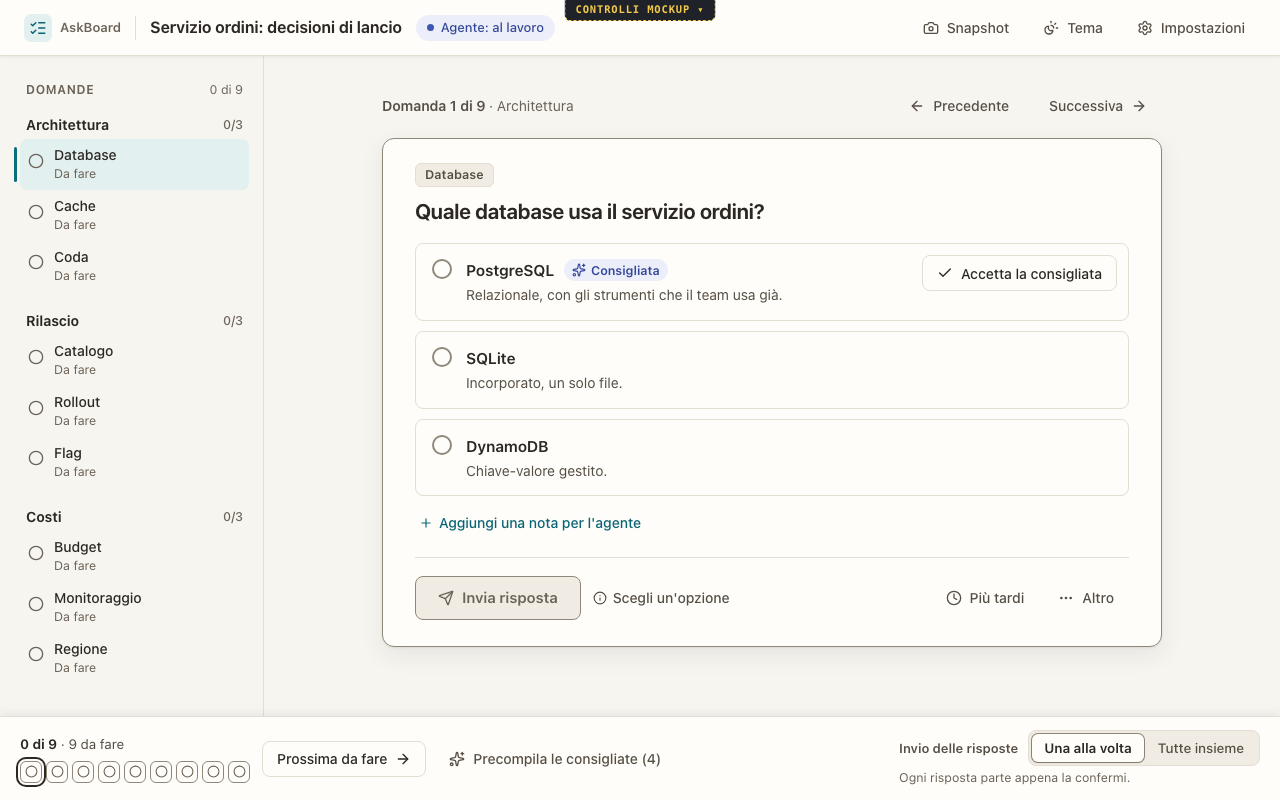 CONTROLLI MOCKUP ▾
AskBoard
Servizio ordini: decisioni di lancio
Agente: al lavoro
Snapshot
Tema
Impostazioni
DOMANDE 0 di 9
Architettura 0/3
Database
Da fare
Cache
Da fare
Coda
Da fare
Rilascio 0/3
Catalogo
Da fare
Rollout
Da fare
Flag
Da fare
Costi 0/3
Budget
Da fare
Monitoraggio
Da fare
Regione
Da fare
Domanda 1 di 9 · Architettura
Precedente
Successiva
Database
Quale database usa il servizio ordini?
PostgreSQL
Consigliata
Accetta la consigliata
Relazionale, con gli strumenti che il team usa già.
SQLite
Incorporato, un solo file.
DynamoDB
Chiave-valore gestito.
+ Aggiungi una nota per l'agente
Invia risposta
Scegli un'opzione
Più tardi
Altro
0 di 9 · 9 da fare
Prossima da fare
Precompila le consigliate (4)
Invio delle risposte
Una alla volta
Tutte insieme
Ogni risposta parte appena la confermi.